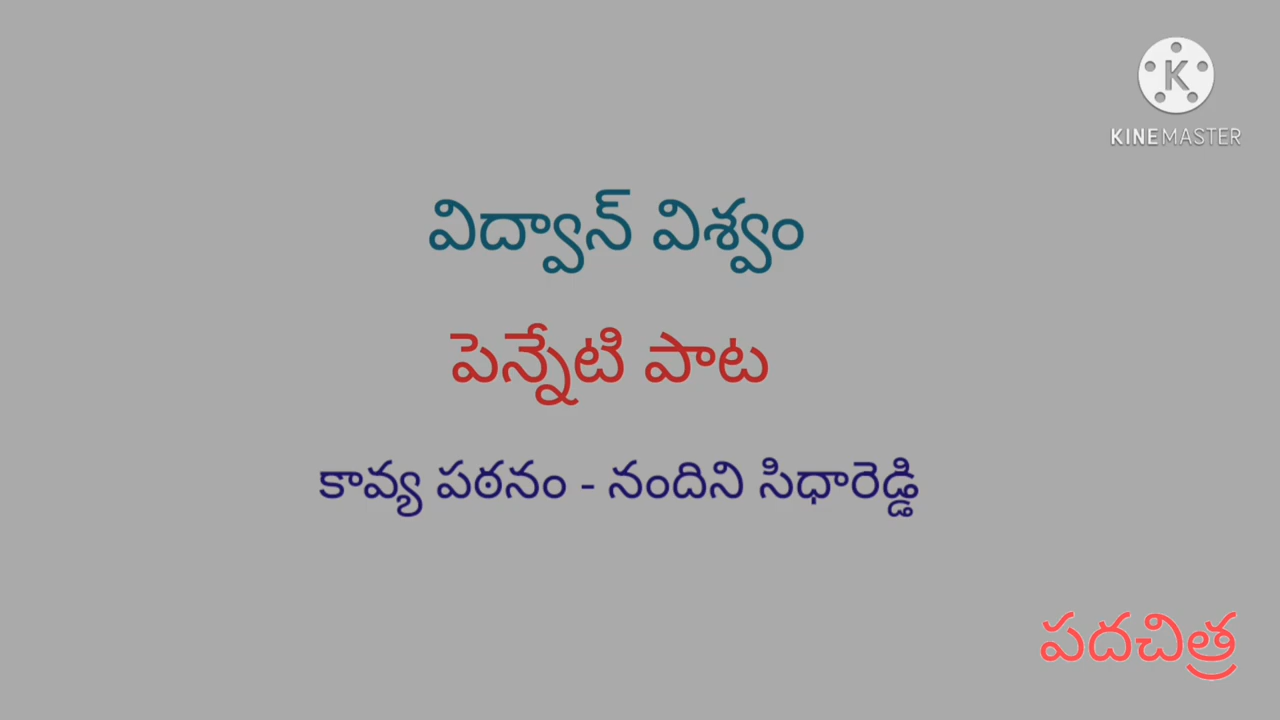 K
KINEMASTER
విద్వాన్ విశ్వం
పెన్నేటి పాట
కావ్య పఠనం - నందిని సిధారెడ్డి
పదచిత్ర